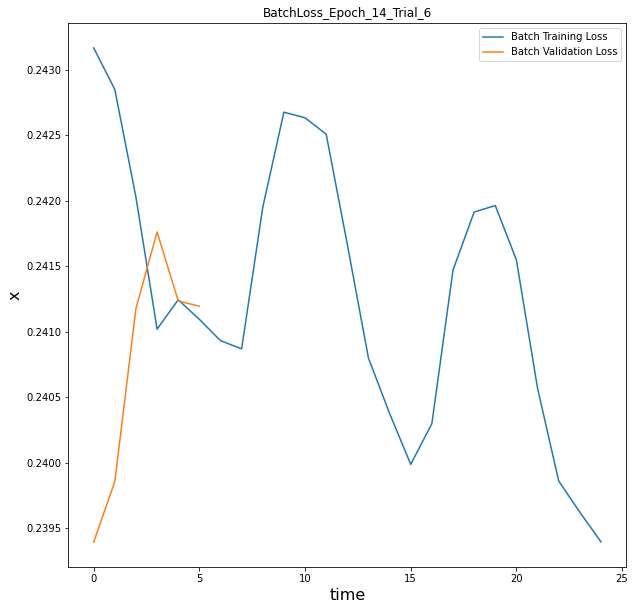 BatchLoss_Epoch_14_Trial_6
Batch Training Loss
Batch Validation Loss
x
0.2430
0.2425
0.2420
0.2415
0.2410
0.2405
0.2400
0.2395
0 5 10 15 20 25
time